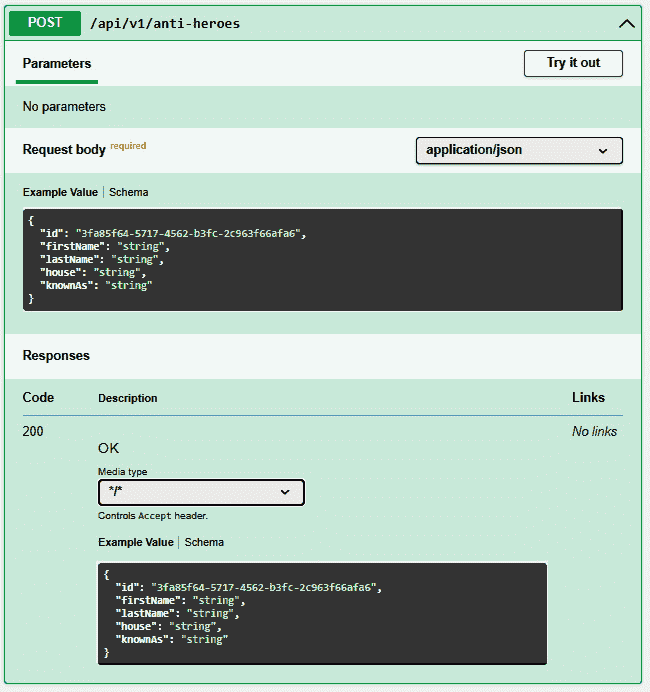 POST /api/v1/anti-heroes
Parameters Try it out
No parameters
Request body required application/json
Example Value | Schema
{
"id": "3fa85f64-5717-4562-b3fc-2c963f66afa6",
"firstName": "string",
"lastName": "string",
"house": "string",
"knownAs": "string"
}
Responses
Code Description Links
200 No links
OK
Media type
*/*
Controls Accept header.
Example Value | Schema
{
"id": "3fa85f64-5717-4562-b3fc-2c963f66afa6",
"firstName": "string",
"lastName": "string",
"house": "string",
"knownAs": "string"
}